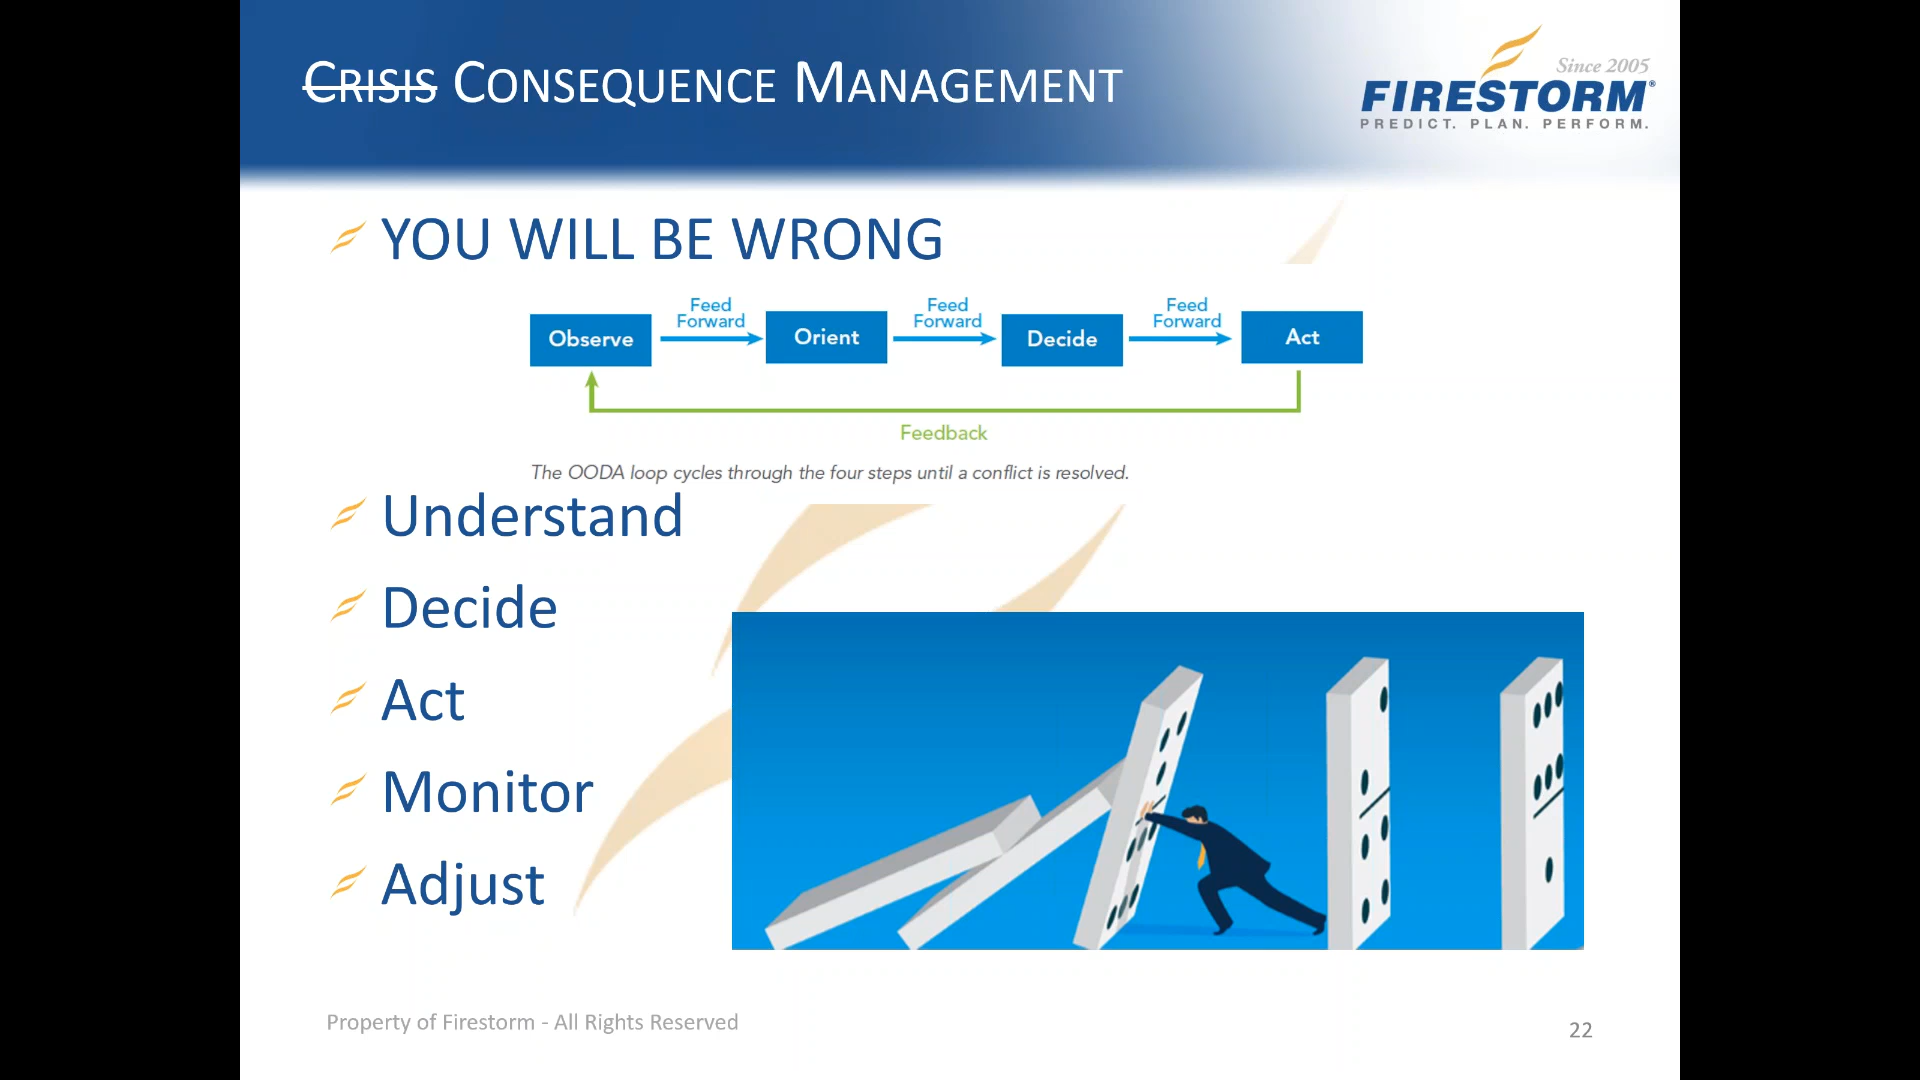 CRISIS CONSEQUENCE MANAGEMENT
Since 2005
FIRESTORM®
PREDICT. PLAN. PERFORM.
YOU WILL BE WRONG
Observe
Feed
Forward
Orient
Feed
Forward
Decide
Feed
Forward
Act
Feedback
The OODA loop cycles through the four steps until a conflict is resolved.
Understand
Decide
Act
Monitor
Adjust
Property of Firestorm - All Rights Reserved
22